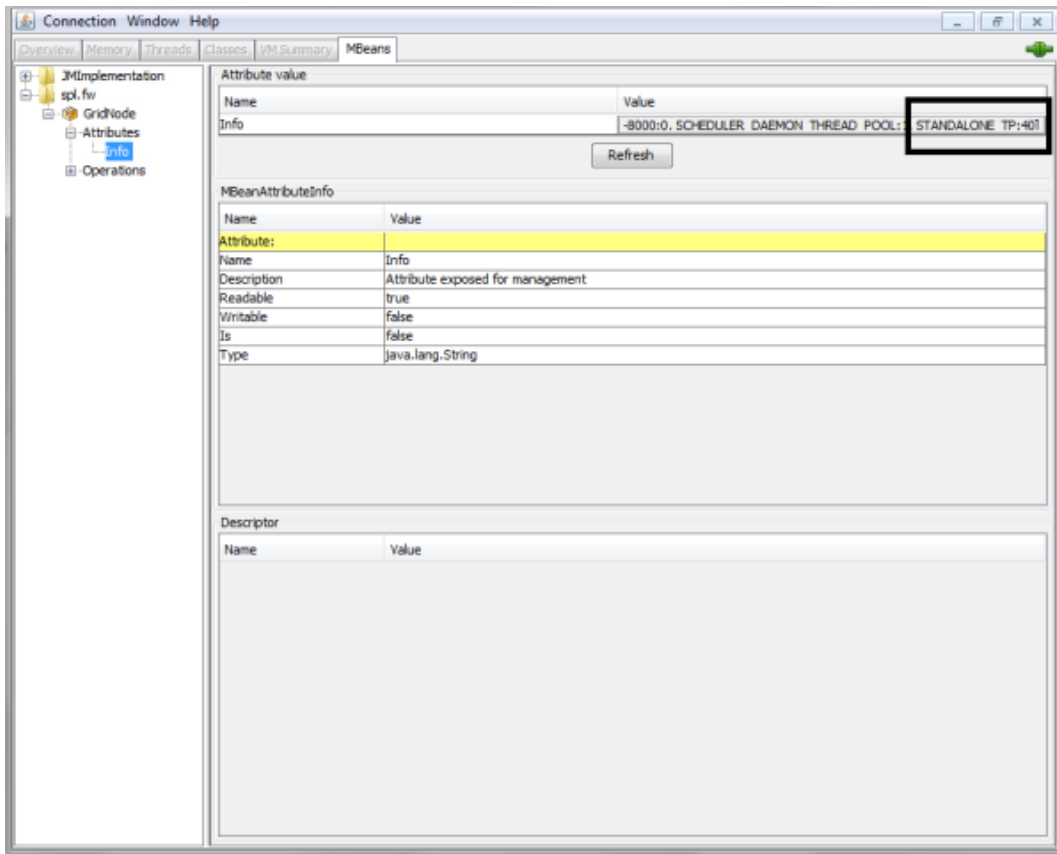 Connection Window Help
Overview Memory Threads Classes VM Summary MBeans
JMImplementation
spl.fw
GridNode
Attributes
Info
Operations
Attribute value
Name Value
Info -8000:0. SCHEDULER DAEMON THREAD POOL:1 STANDALONE TP:40]
Refresh
MBeanAttributeInfo
Name Value
Attribute:
Name Info
Description Attribute exposed for management
Readable true
Writable false
Is false
Type java.lang.String
Descriptor
Name Value